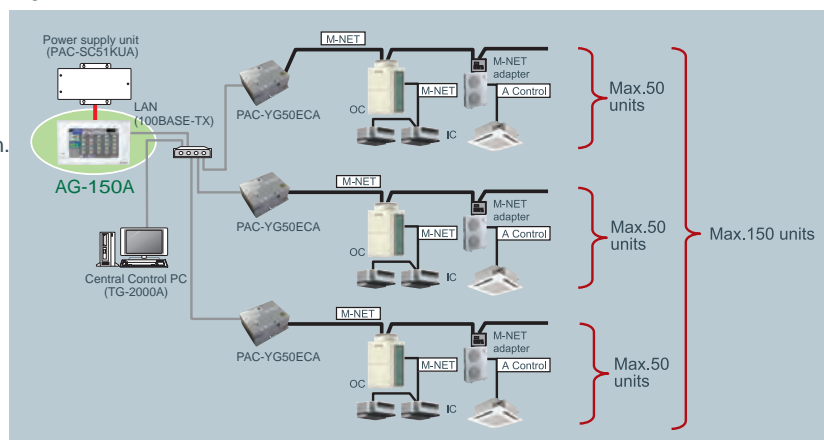 Power supply unit
(PAC-SC51KUA)
LAN
(100BASE-TX)
n.
AG-150A
Central Control PC
(TG-2000A)
M-NET
PAC-YG50ECA
OC
M-NET
IC
M-NET
adapter
A Control
Max.50
units
M-NET
PAC-YG50ECA
OC
M-NET
IC
M-NET
adapter
A Control
Max.50
units
Max.150 units
M-NET
PAC-YG50ECA
OC
M-NET
IC
M-NET
adapter
A Control
Max.50
units